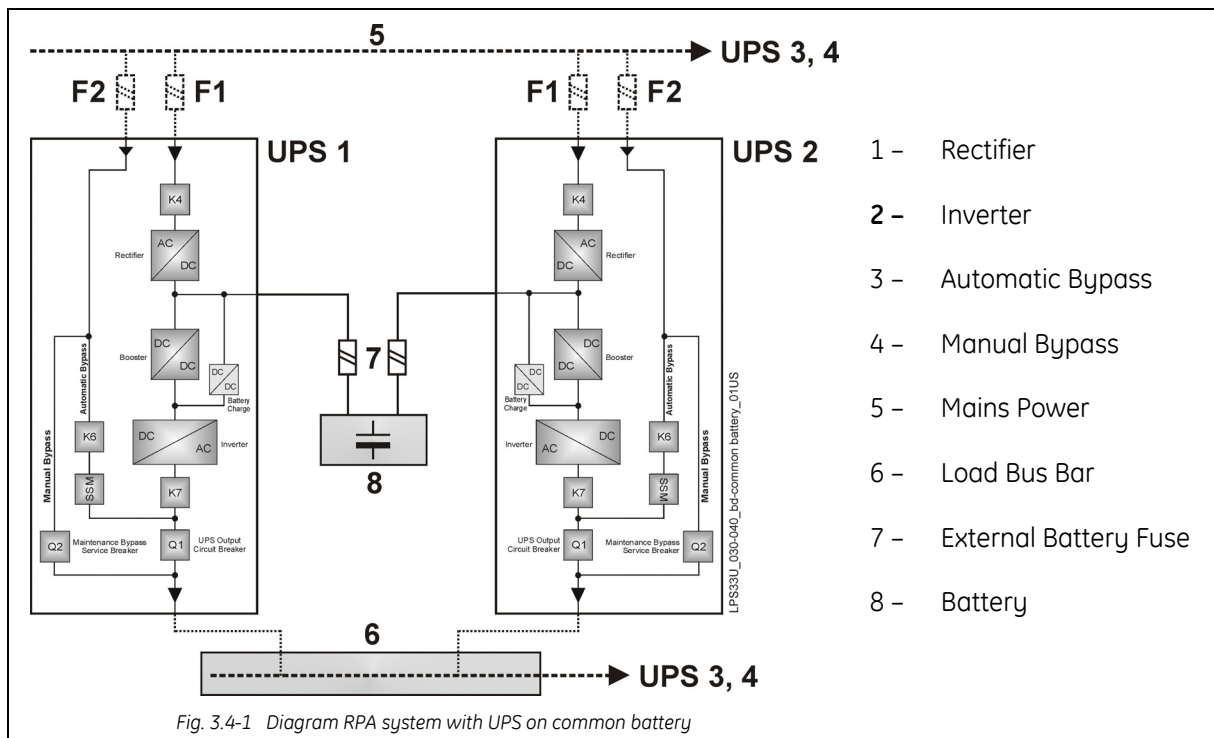 5
UPS 3, 4
F2
F1
F1
F2
UPS 1
UPS 2
K4
AC
DC
Rectifier
DC
DC
Booster
DC
DC
Battery
Charge
DC
AC
Inverter
Automatic Bypass
Manual Bypass
K6
SSM
K7
Q2
Maintenance Bypass
Service Breaker
Q1
UPS Output
Circuit Breaker
7
8
K4
AC
DC
Rectifier
DC
DC
Booster
DC
DC
Battery
Charge
DC
AC
Inverter
Automatic Bypass
Manual Bypass
K6
SSM
K7
UPS Output
Circuit Breaker
Q1
Maintenance Bypass
Service Breaker
Q2
LPS33U_030-040_bd-common battery_01US
6
UPS 3, 4
1 – Rectifier
2 – Inverter
3 – Automatic Bypass
4 – Manual Bypass
5 – Mains Power
6 – Load Bus Bar
7 – External Battery Fuse
8 – Battery
Fig. 3.4-1 Diagram RPA system with UPS on common battery